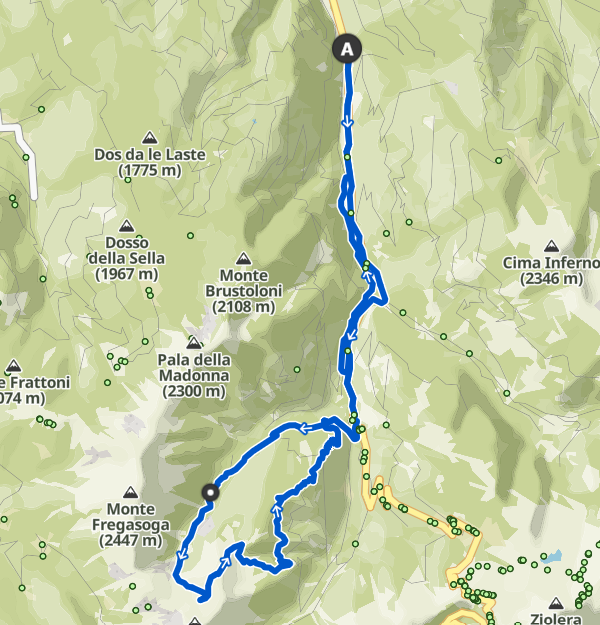 A
Dos da le Laste
(1775 m)
Dosso
della Sella
(1967 m)
Monte
Brustoloni
(2108 m)
Cima Inferno
(2346 m)
Pala della
Madonna
(2300 m)
e Frattoni
074 m)
Monte
Fregasoga
(2447 m)
Ziolera